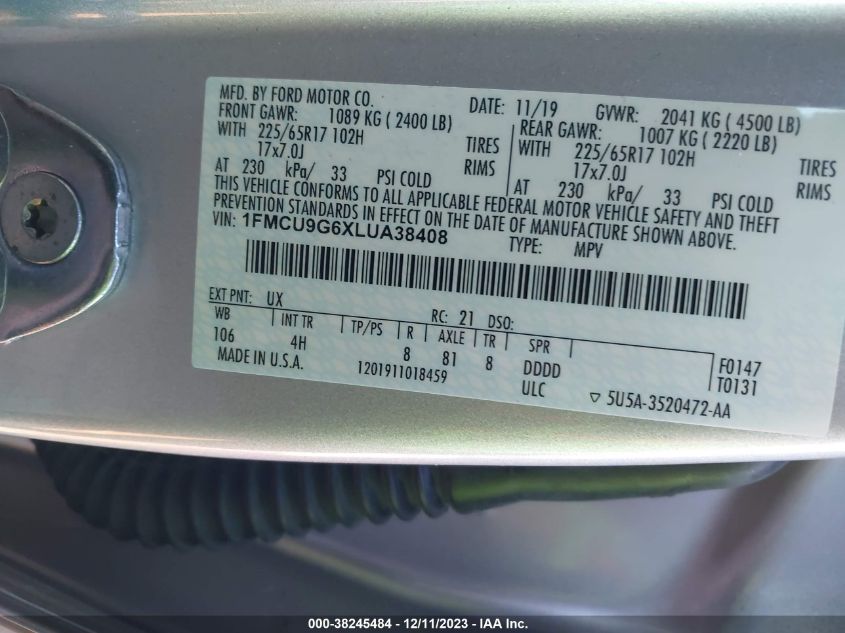 MFD. BY FORD MOTOR CO. DATE: 11/19 GVWR: 2041 KG ( 4500 LB)
FRONT GAWR: 1089 KG ( 2400 LB) REAR GAWR: 1007 KG ( 2220 LB)
WITH 225/65R17 102H TIRES WITH 225/65R17 102H TIRES
17x7.0J RIMS 17x7.0J RIMS
AT 230 kPa/ 33 PSI COLD AT 230 kPa/ 33 PSI COLD
THIS VEHICLE CONFORMS TO ALL APPLICABLE FEDERAL MOTOR VEHICLE SAFETY AND THEFT
PREVENTION STANDARDS IN EFFECT ON THE DATE OF MANUFACTURE SHOWN ABOVE.
VIN: 1FMCU9G6XLUA38408 TYPE: MPV
EXT PNT: UX RC: 21 DSO:
WB INT TR TP/PS R AXLE TR SPR
106 4H 8 81 8 DDDD F0147
MADE IN U.S.A. 1201911018459 ULC T0131
▽ 5U5A-3520472-AA
000-38245484 - 12/11/2023 - IAA Inc.